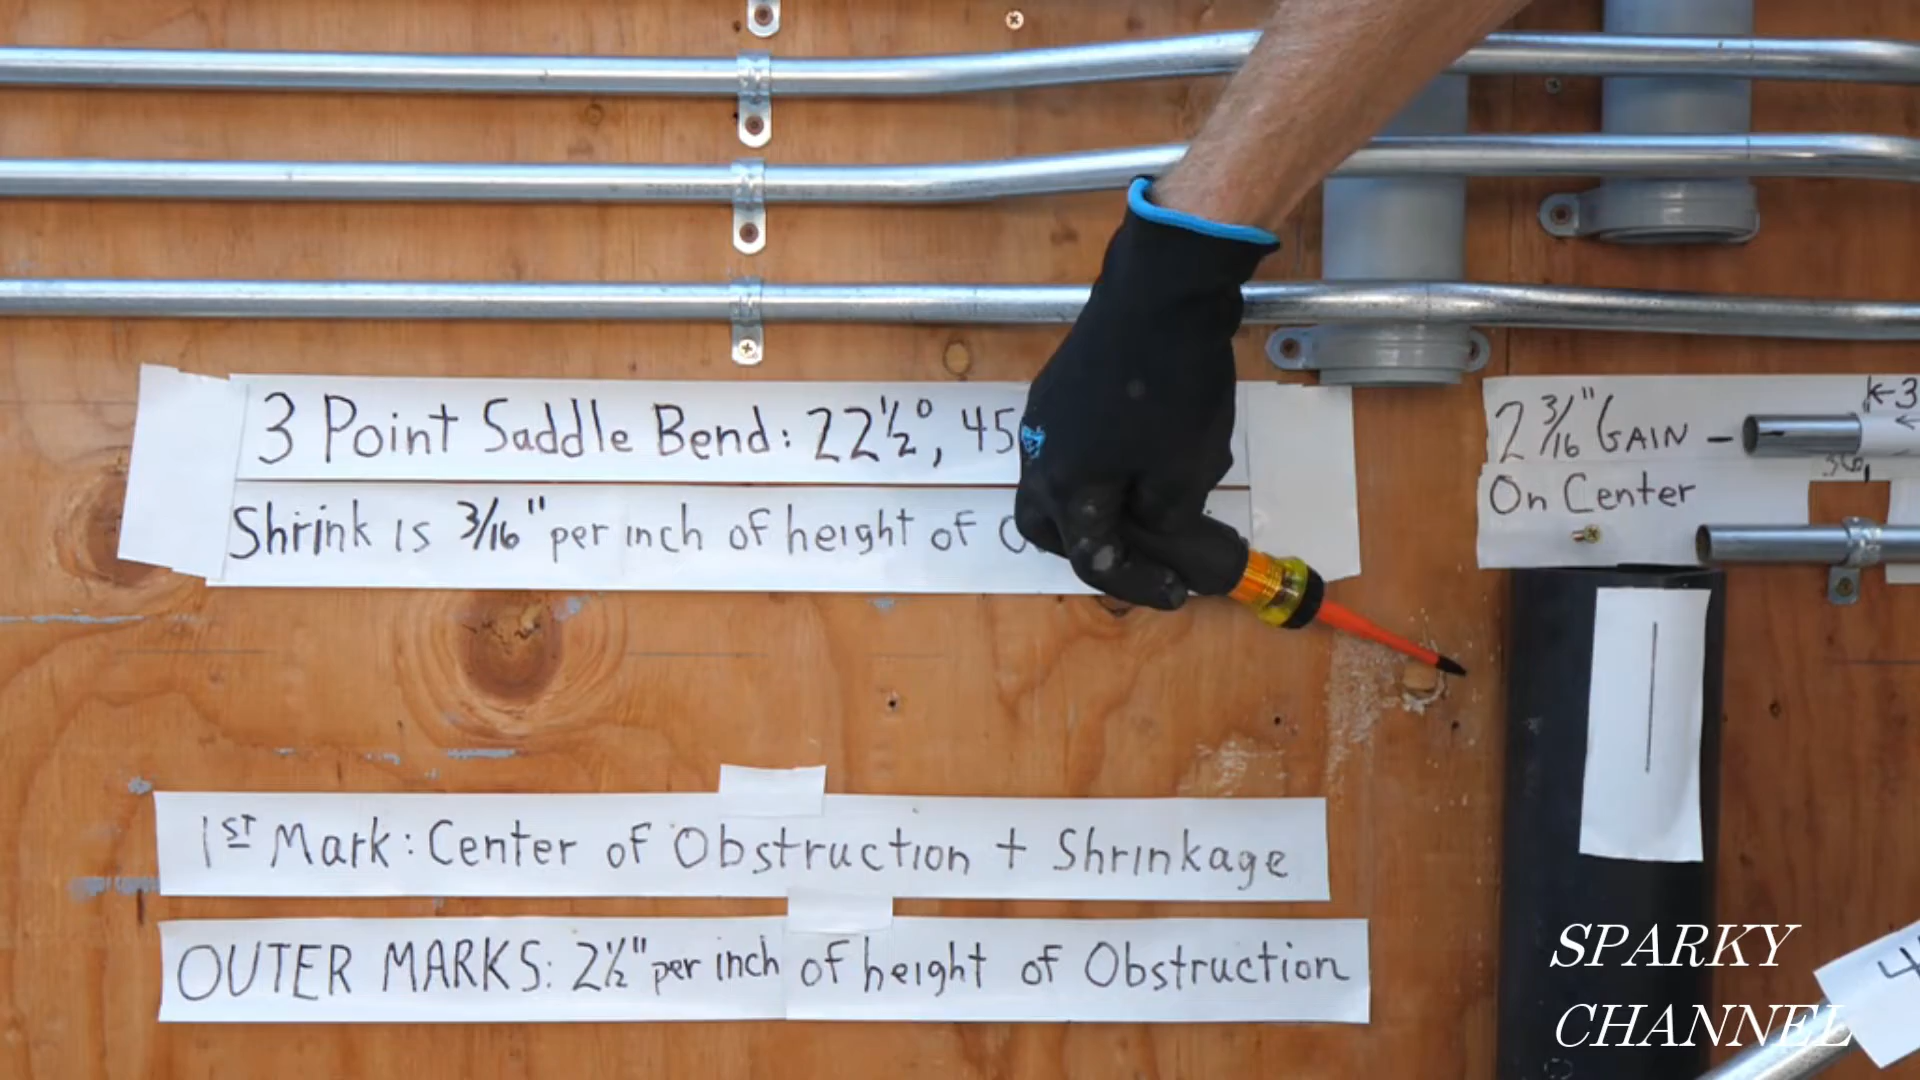 3 Point Saddle Bend: 22½°, 45
Shrink is 3/16" per inch of height of
2 3/16" GAIN –
On Center
←3
1ST Mark: Center of Obstruction + Shrinkage
OUTER MARKS: 2½" per inch of height of Obstruction
4
SPARKY
CHANNEL